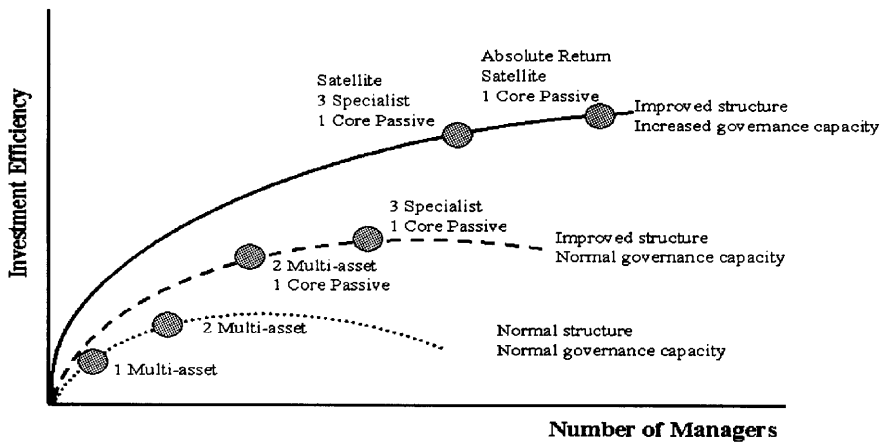 Investment Efficiency
Absolute Return
Satellite
1 Core Passive
Satellite
3 Specialist
1 Core Passive
Improved structure
Increased governance capacity
3 Specialist
1 Core Passive
Improved structure
Normal governance capacity
2 Multi-asset
1 Core Passive
2 Multi-asset
Normal structure
Normal governance capacity
1 Multi-asset
Number of Managers